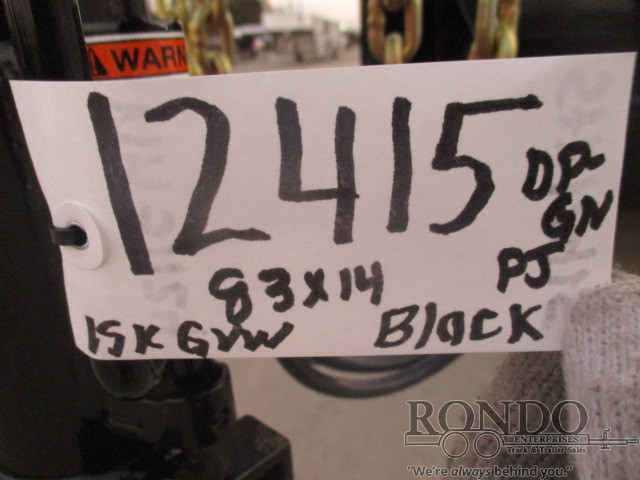 WARN
12415
DP-
GN
83x14
PJ
15K GVW
Black
RONDO
ENTERPRISES
Truck & Trailer Sales
"We're always behind you."